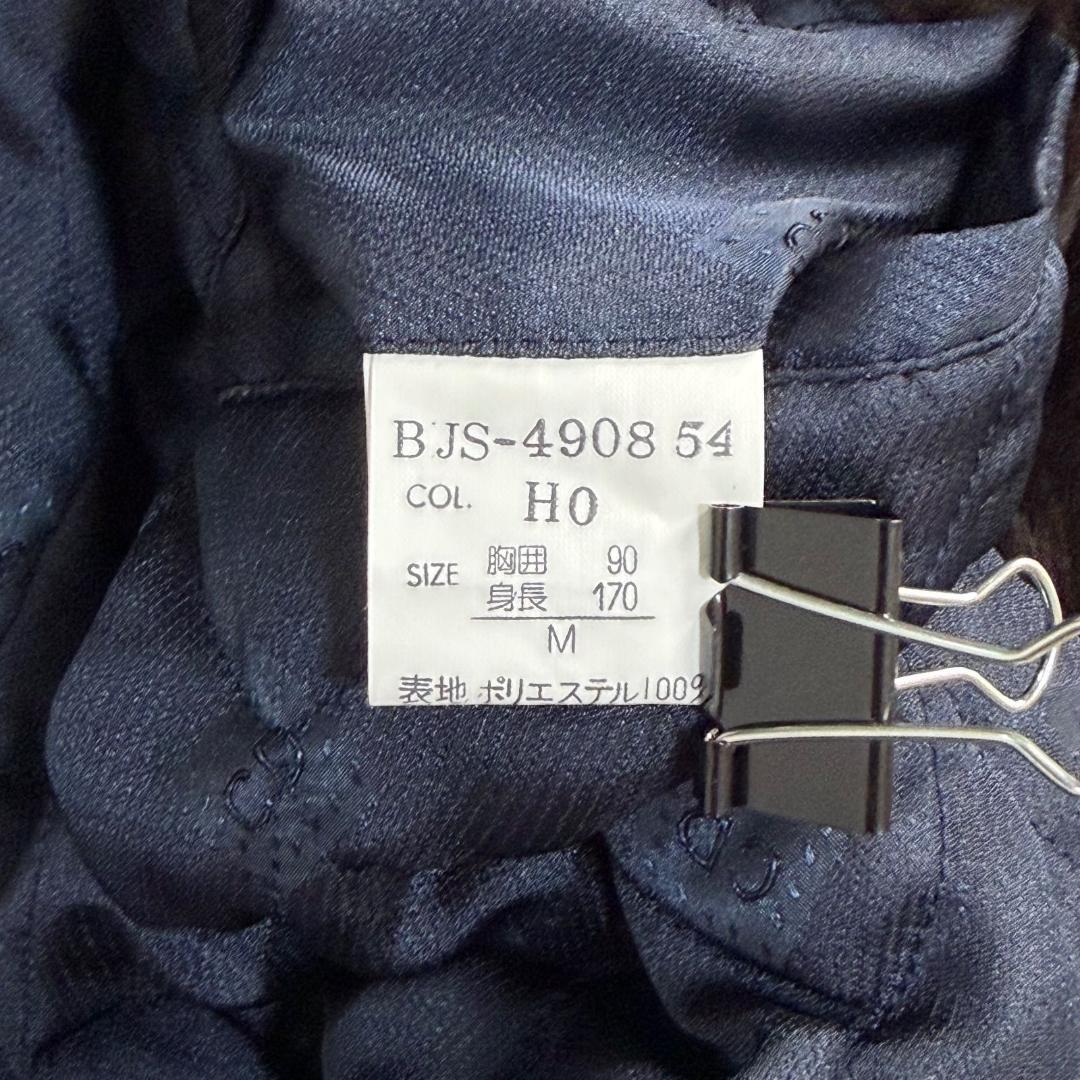 BJS-4908 54
COL. H0
SIZE 胸囲 90
身長 170
M
表地 ポリエステル100%